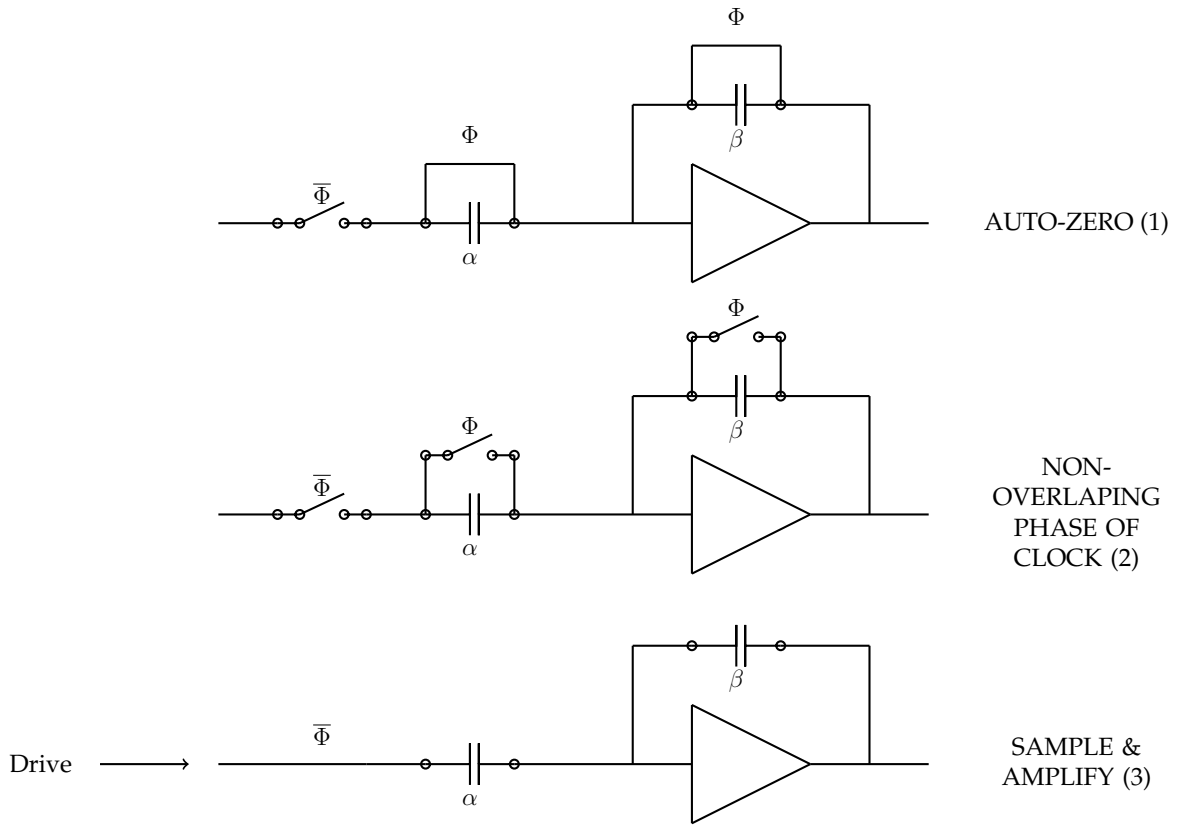 Φ
Φ
Φ̅
β
α
AUTO-ZERO (1)
Φ
Φ
Φ̅
β
α
NON-
OVERLAPING
PHASE OF
CLOCK (2)
Φ̅
β
α
Drive
SAMPLE &
AMPLIFY (3)